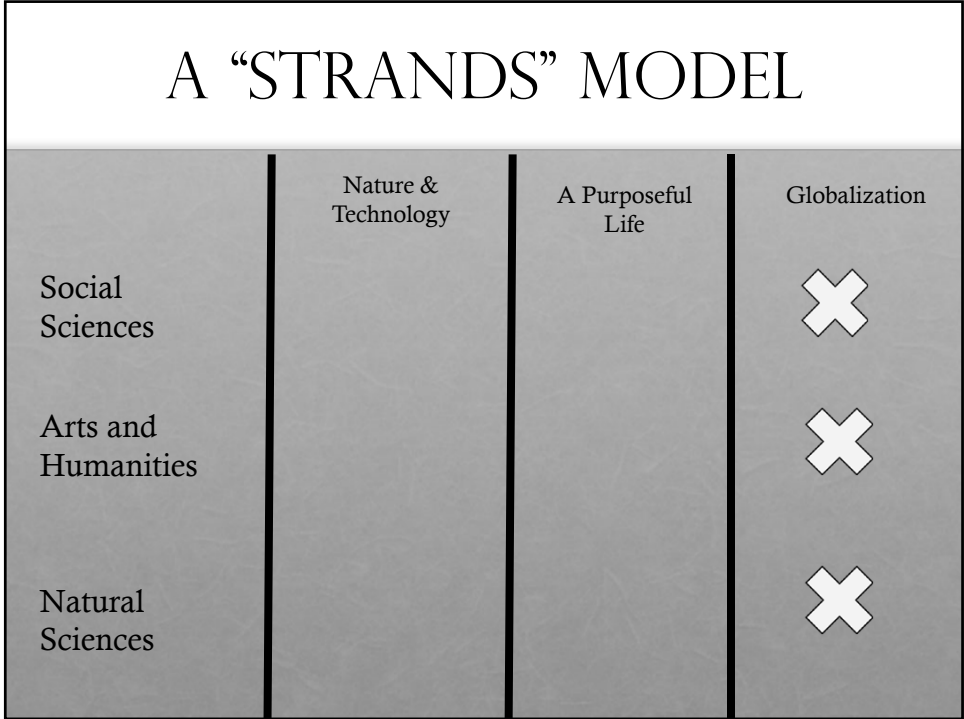 A “STRANDS” MODEL
Nature &
Technology
A Purposeful
Life
Globalization
Social
Sciences
Arts and
Humanities
Natural
Sciences